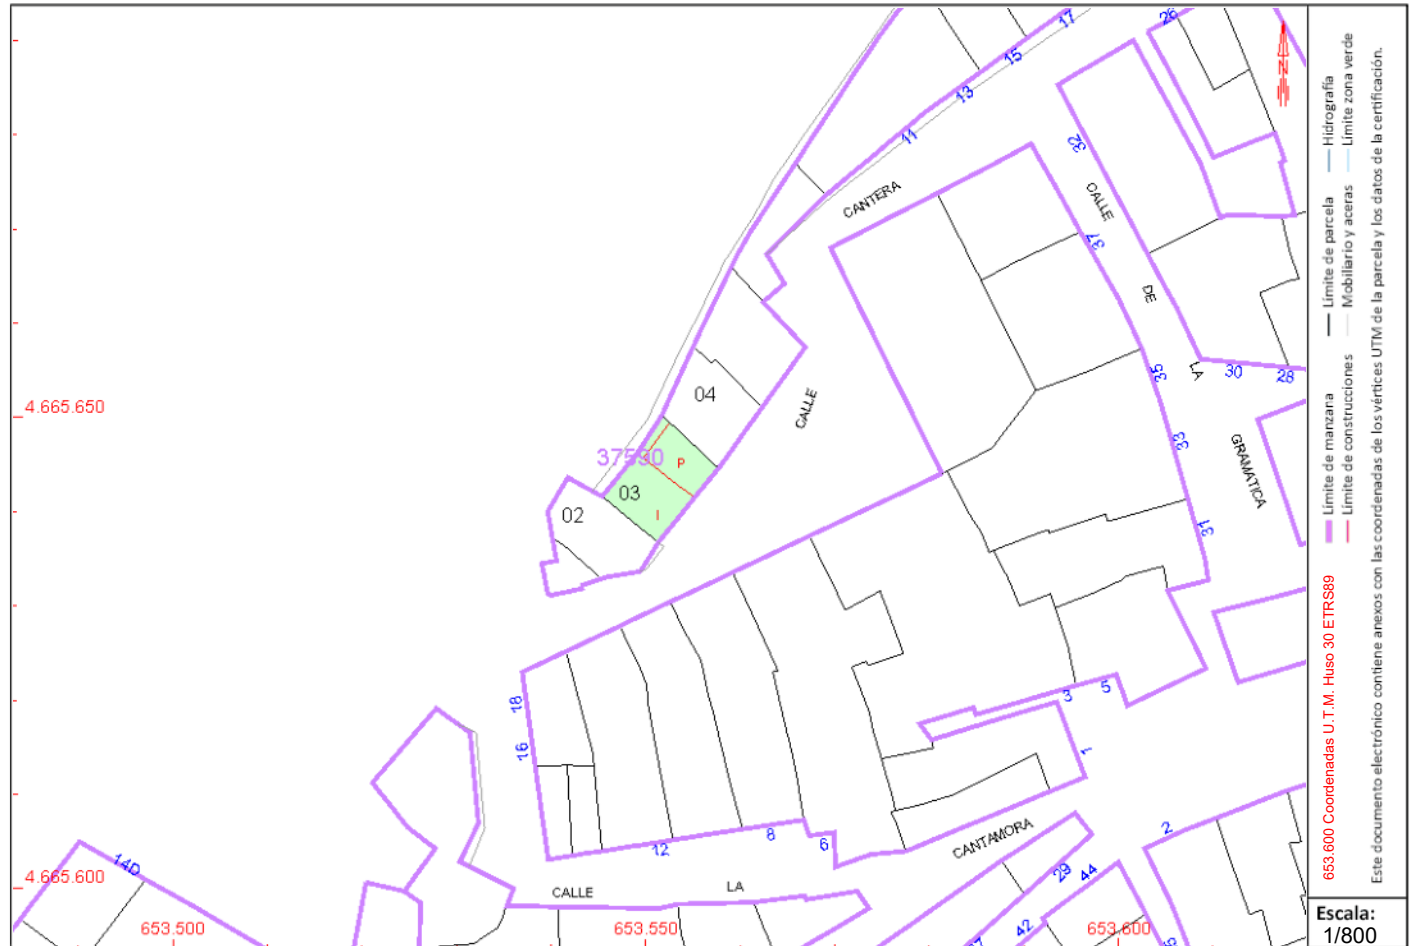 17
15
13
11
26
32
CANTERA
CALLE
37
DE
LA
30
28
35
33
GRAMATICA
31
4.665.650
04
CALLE
37590
P
03
I
02
18
16
3
5
1
12
8
6
CANTAMORA
2
29
44
42
14D
4.665.600
CALLE
LA
653.500
653.550
653.600
Límite de manzana
Límite de parcela
Hidrografía
Límite de construcciones
Mobiliario y aceras
Límite zona verde
653.600 Coordenadas U.T.M. Huso 30 ETRS89
Este documento electrónico contiene anexos con las coordenadas de los vértices UTM de la parcela y los datos de la certificación.
Escala:
1/800